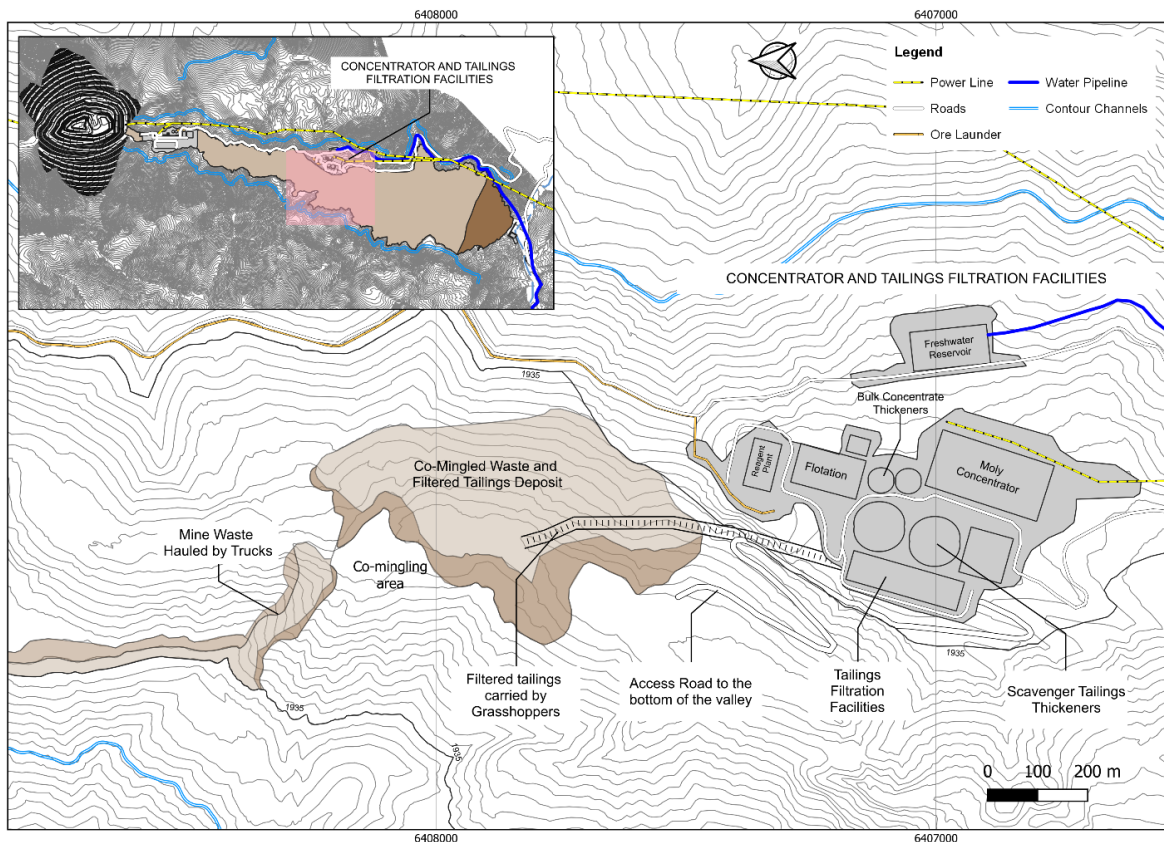 6408000
6407000
CONCENTRATOR AND TAILINGS
FILTRATION FACILITIES
Legend
Power Line
Water Pipeline
Roads
Contour Channels
Ore Launder
CONCENTRATOR AND TAILINGS FILTRATION FACILITIES
Freshwater
Reservoir
1935
Bulk Concentrate
Thickeners
Reagent
Plant
Flotation
Moly
Concentrator
Co-Mingled Waste and
Filtered Tailings Deposit
Mine Waste
Hauled by Trucks
Co-mingling
area
Filtered tailings
carried by
Grasshoppers
Access Road to the
bottom of the valley
Tailings
Filtration
Facilities
Scavenger Tailings
Thickeners
1935
1935
1935
0 100 200 m
6408000
6407000